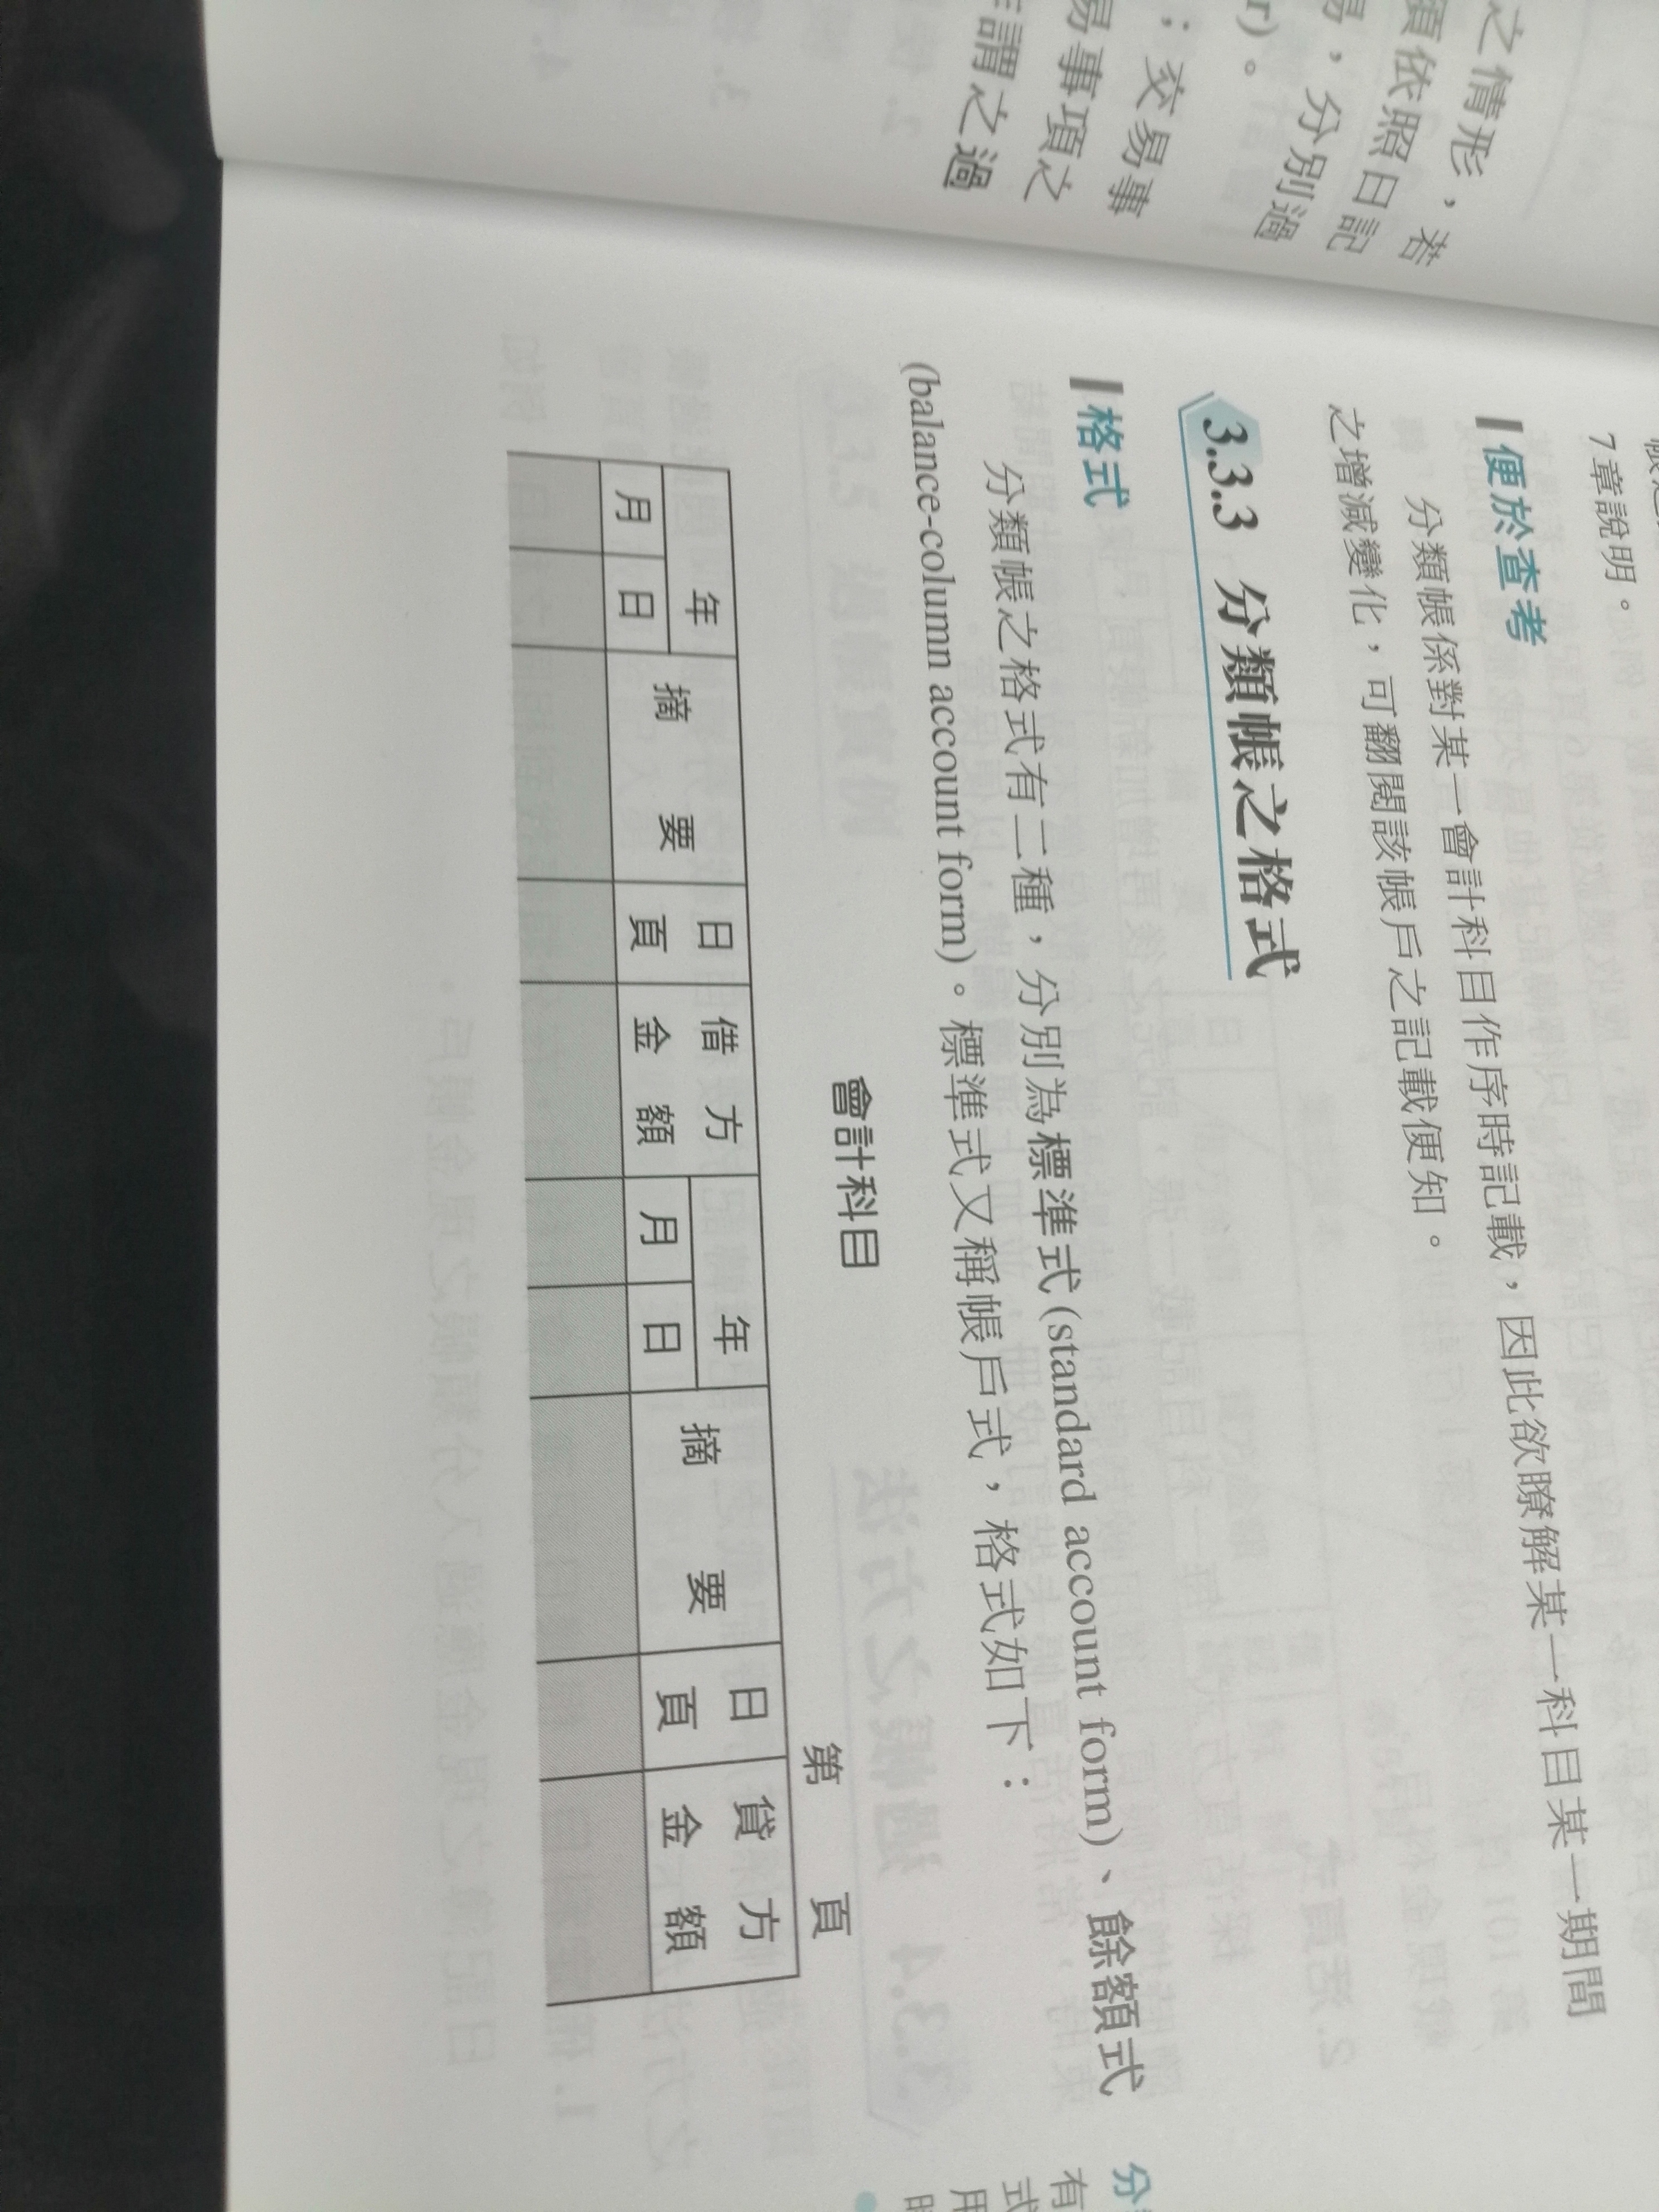 之情形，若
須依照日記
易，分別過
r)。
；交易事
易事項之
謂之過
7章說明。
便於查考
分類帳係對某一會計科目作序時記載，因此欲瞭解某一科目某一期間
之增減變化，可翻閱該帳戶之記載便知。
3.3.3 分類帳之格式
格式
分類帳之格式有二種，分別為標準式(standard account form)、餘額式
(balance-column account form)。標準式又稱帳戶式，格式如下：
會計科目
第 頁
年 摘 要 日頁 借方金額 年 摘 要 日頁 貸方金額
月 日 月 日
分
有
式
用